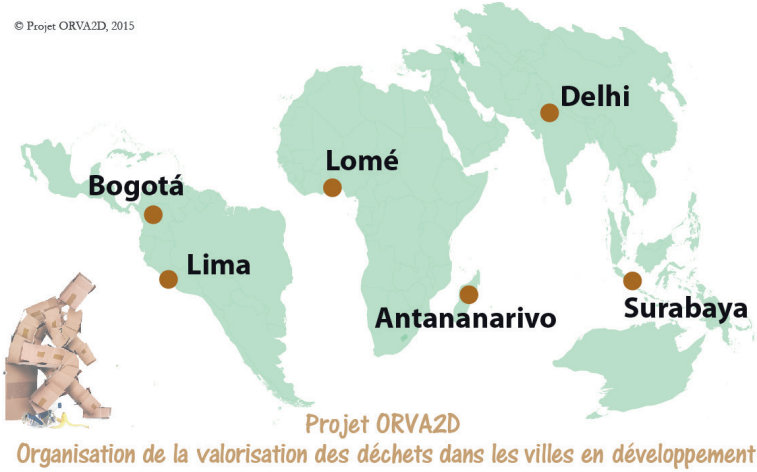 © Projet ORVA2D, 2015
Delhi
Lomé
Bogotá
Lima
Surabaya
Antananarivo
Projet ORVA2D
Organisation de la valorisation des déchets dans les villes en développement